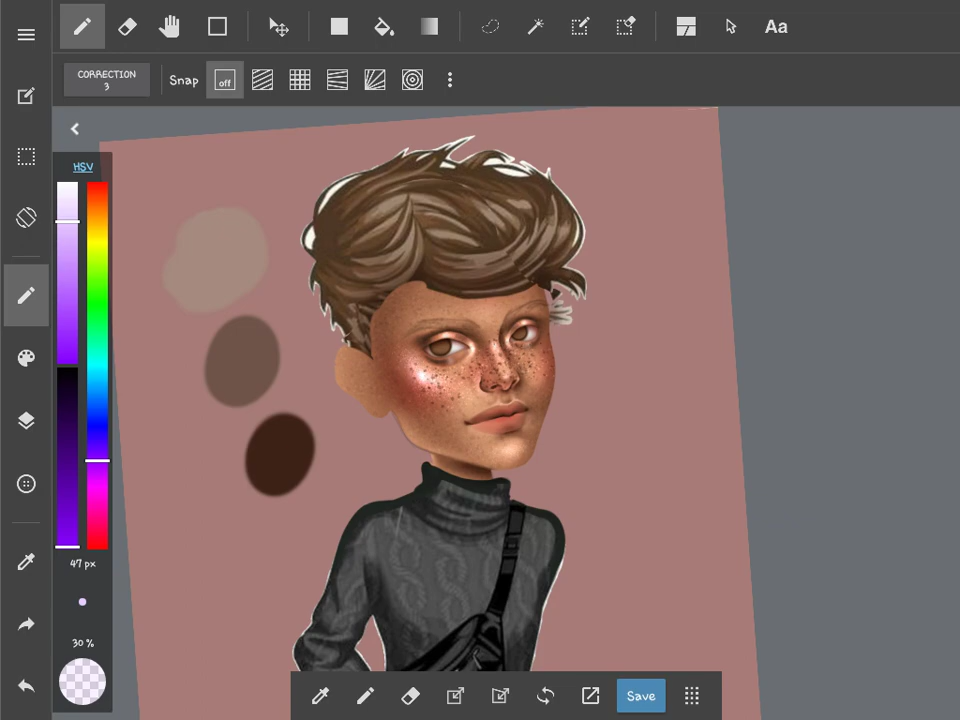 Aa
CORRECTION
3
Snap
off
HSV
47 px
30 %
Save